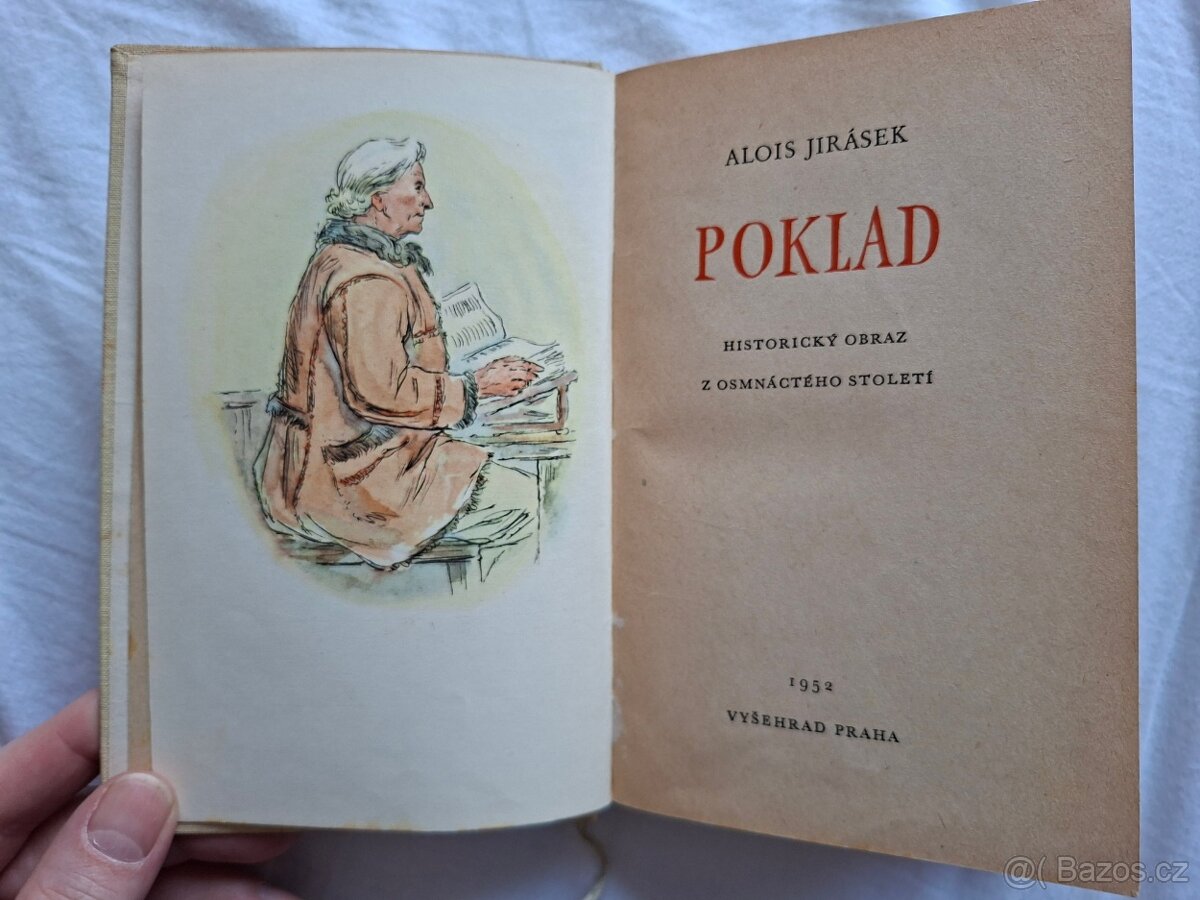 ALOIS JIRÁSEK
POKLAD
HISTORICKÝ OBRAZ
Z OSMNÁCTÉHO STOLETÍ
1952
VYŠEHRAD PRAHA
@( Bazos.cz